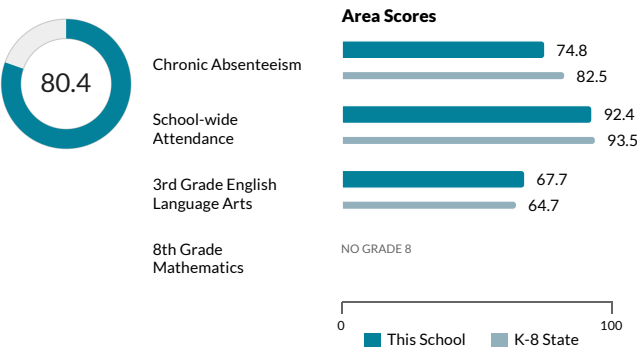 Area Scores
80.4
Chronic Absenteeism
74.8
82.5
School-wide
Attendance
92.4
93.5
3rd Grade English
Language Arts
67.7
64.7
8th Grade
Mathematics
NO GRADE 8
0
100
This School
K-8 State